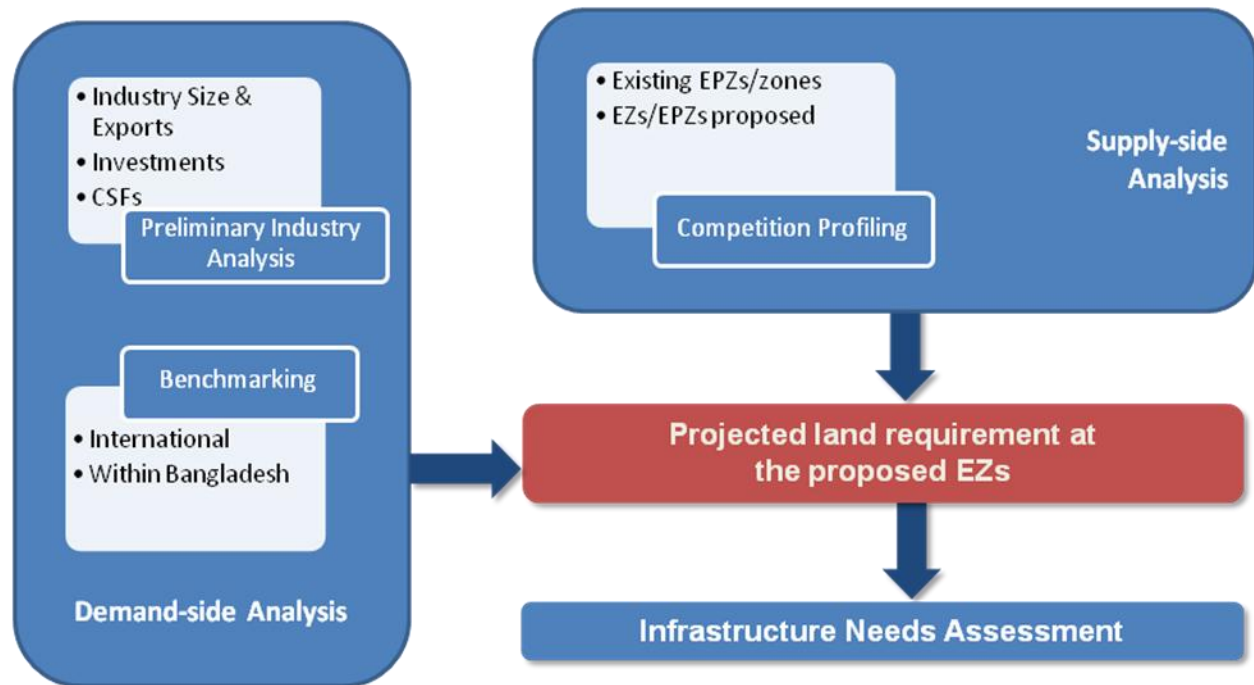 • Industry Size &
Exports
• Investments
• CSFs
Preliminary Industry
Analysis
Benchmarking
• International
• Within Bangladesh
Demand-side Analysis
• Existing EPZs/zones
• EZs/EPZs proposed
Competition Profiling
Supply-side
Analysis
Projected land requirement at
the proposed EZs
Infrastructure Needs Assessment